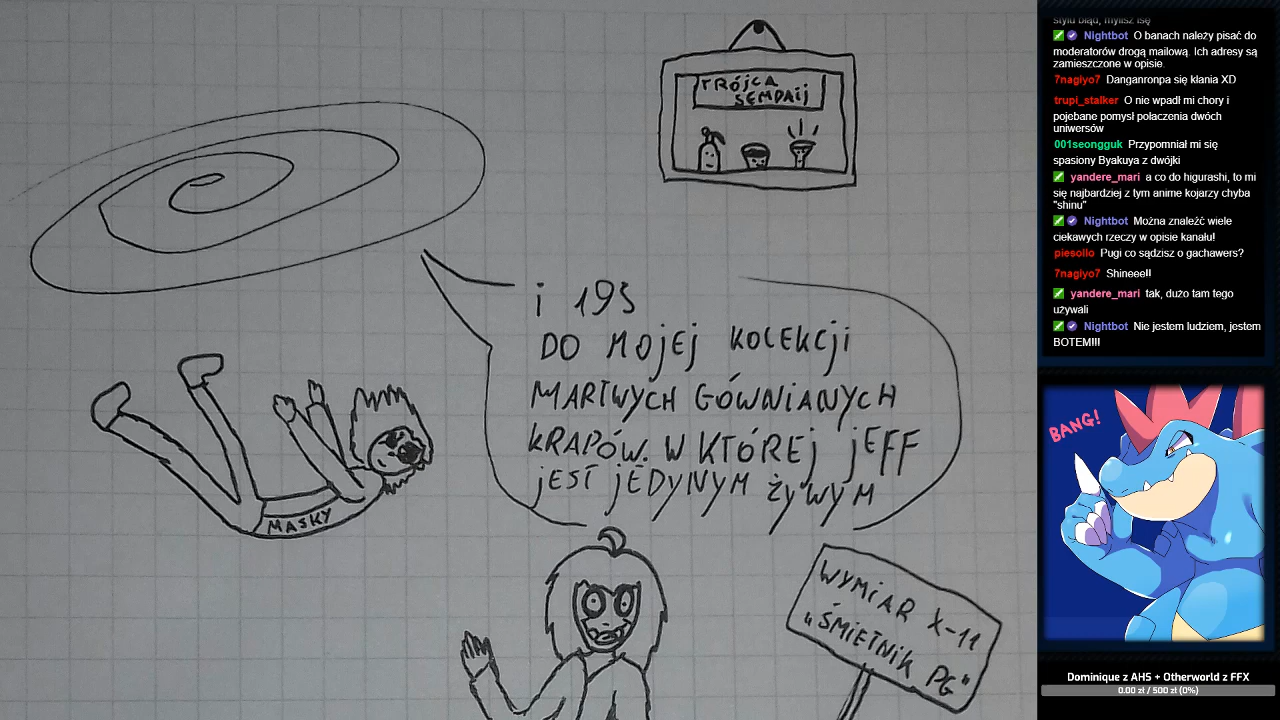 TRÓJCA
SEMPAIJ
i 193
DO MOJEJ KOLEKCJI
MARTWYCH GÓWNIANYCH
KRAPÓW. W KTÓREJ JEFF
JEST JEDYNYM ŻYWYM
MASKY
WYMIAR X-11
"ŚMIETNIK PG"
stylu błąd, mylisz isę
Nightbot O banach należy pisać do
moderatorów drogą mailową. Ich adresy są
zamieszczone w opisie.
7nagiyo7 Danganronpa się kłania XD
trupi_stalker O nie wpadł mi chory i
pojebane pomysł połaczenia dwóch
uniwersów
001seongguk Przypomniał mi się
spasiony Byakuya z dwójki
yandere_mari a co do higurashi, to mi
się najbardziej z tym anime kojarzy chyba
"shinu"
Nightbot Można znaleźć wiele
ciekawych rzeczy w opisie kanału!
piesollo Pugi co sądzisz o gachawers?
7nagiyo7 Shineee!!
yandere_mari tak, dużo tam tego
używali
Nightbot Nie jestem ludziem, jestem
BOTEM!!!
BANG!
Dominique z AHS + Otherworld z FFX
0.00 zł / 500 zł (0%)